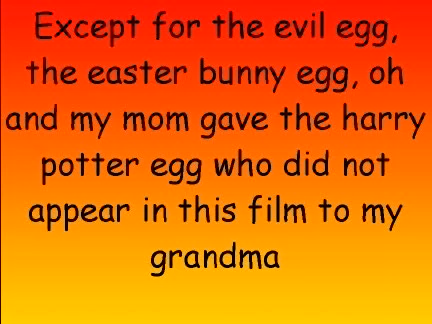 Except for the evil egg,
the easter bunny egg, oh
and my mom gave the harry
potter egg who did not
appear in this film to my
grandma